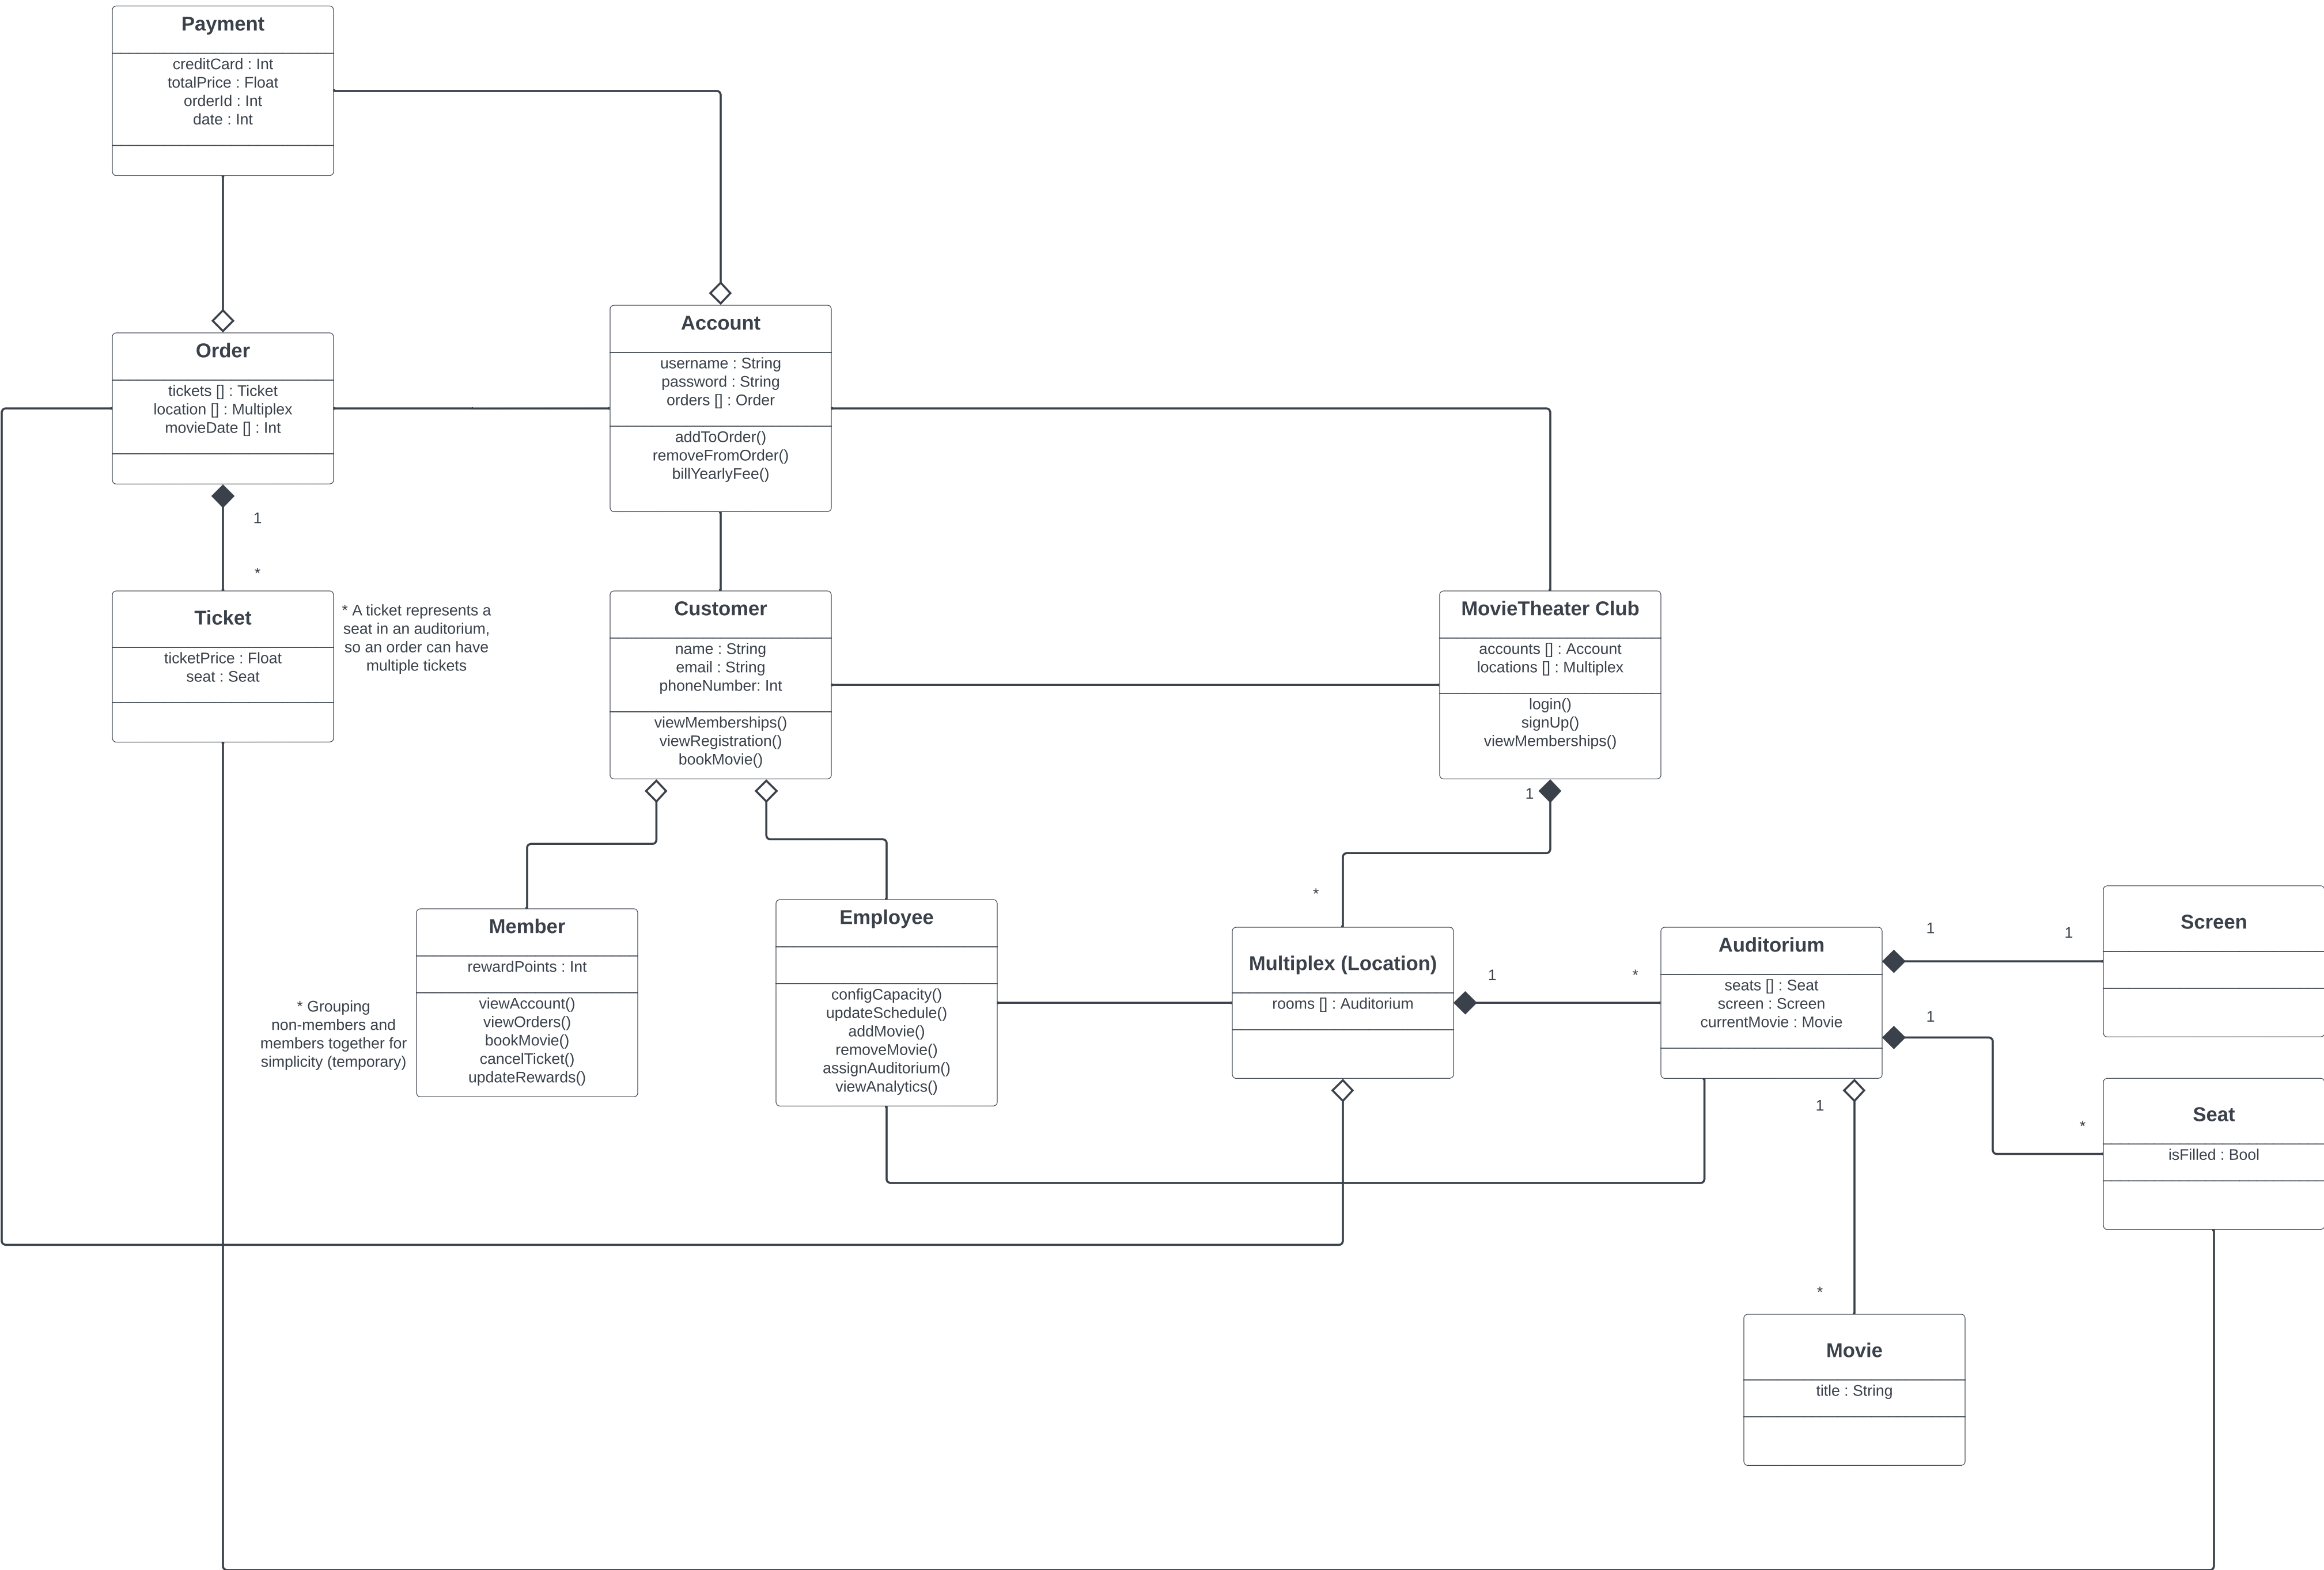 Payment
creditCard : Int
totalPrice : Float
orderId : Int
date : Int
Order
tickets [] : Ticket
location [] : Multiplex
movieDate [] : Int
1
*
Account
username : String
password : String
orders [] : Order
addToOrder()
removeFromOrder()
billYearlyFee()
Ticket
ticketPrice : Float
seat : Seat
* A ticket represents a
seat in an auditorium,
so an order can have
multiple tickets
Customer
name : String
email : String
phoneNumber: Int
viewMemberships()
viewRegistration()
bookMovie()
MovieTheater Club
accounts [] : Account
locations [] : Multiplex
login()
signUp()
viewMemberships()
1
*
* Grouping
non-members and
members together for
simplicity (temporary)
Member
rewardPoints : Int
viewAccount()
viewOrders()
bookMovie()
cancelTicket()
updateRewards()
Employee
configCapacity()
updateSchedule()
addMovie()
removeMovie()
assignAuditorium()
viewAnalytics()
Multiplex (Location)
rooms [] : Auditorium
1
*
Auditorium
seats [] : Seat
screen : Screen
currentMovie : Movie
1
1
Screen
1
*
Seat
isFilled : Bool
1
*
Movie
title : String